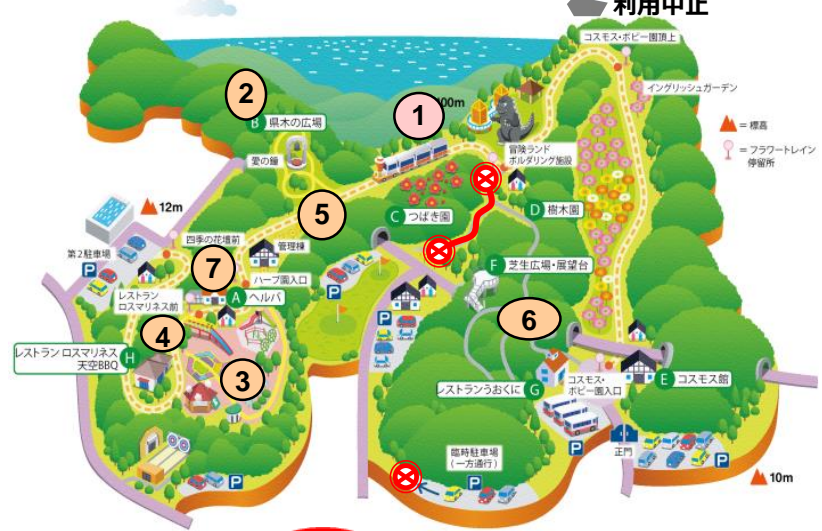 利用中止
コスモス・ポピー園頂上
イングリッシュガーデン
= 標高
= フラワートレイン
停留所
2
B 県木の広場
1
00m
愛の鐘
冒険ランド
ボルダリング施設
12m
5
C つばき園
D 樹木園
四季の花壇前
管理棟
第2駐車場
P
7
ハーブ園入口
F 芝生広場・展望台
レストラン
ロスマリネス前
A ヘルバ
P
4
6
P
レストラン ロスマリネス
天空BBQ
H
3
レストランうおくに G
コスモス・
ポピー園入口
E コスモス館
臨時駐車場
(一方通行)
P
正門
P
P
P
10m